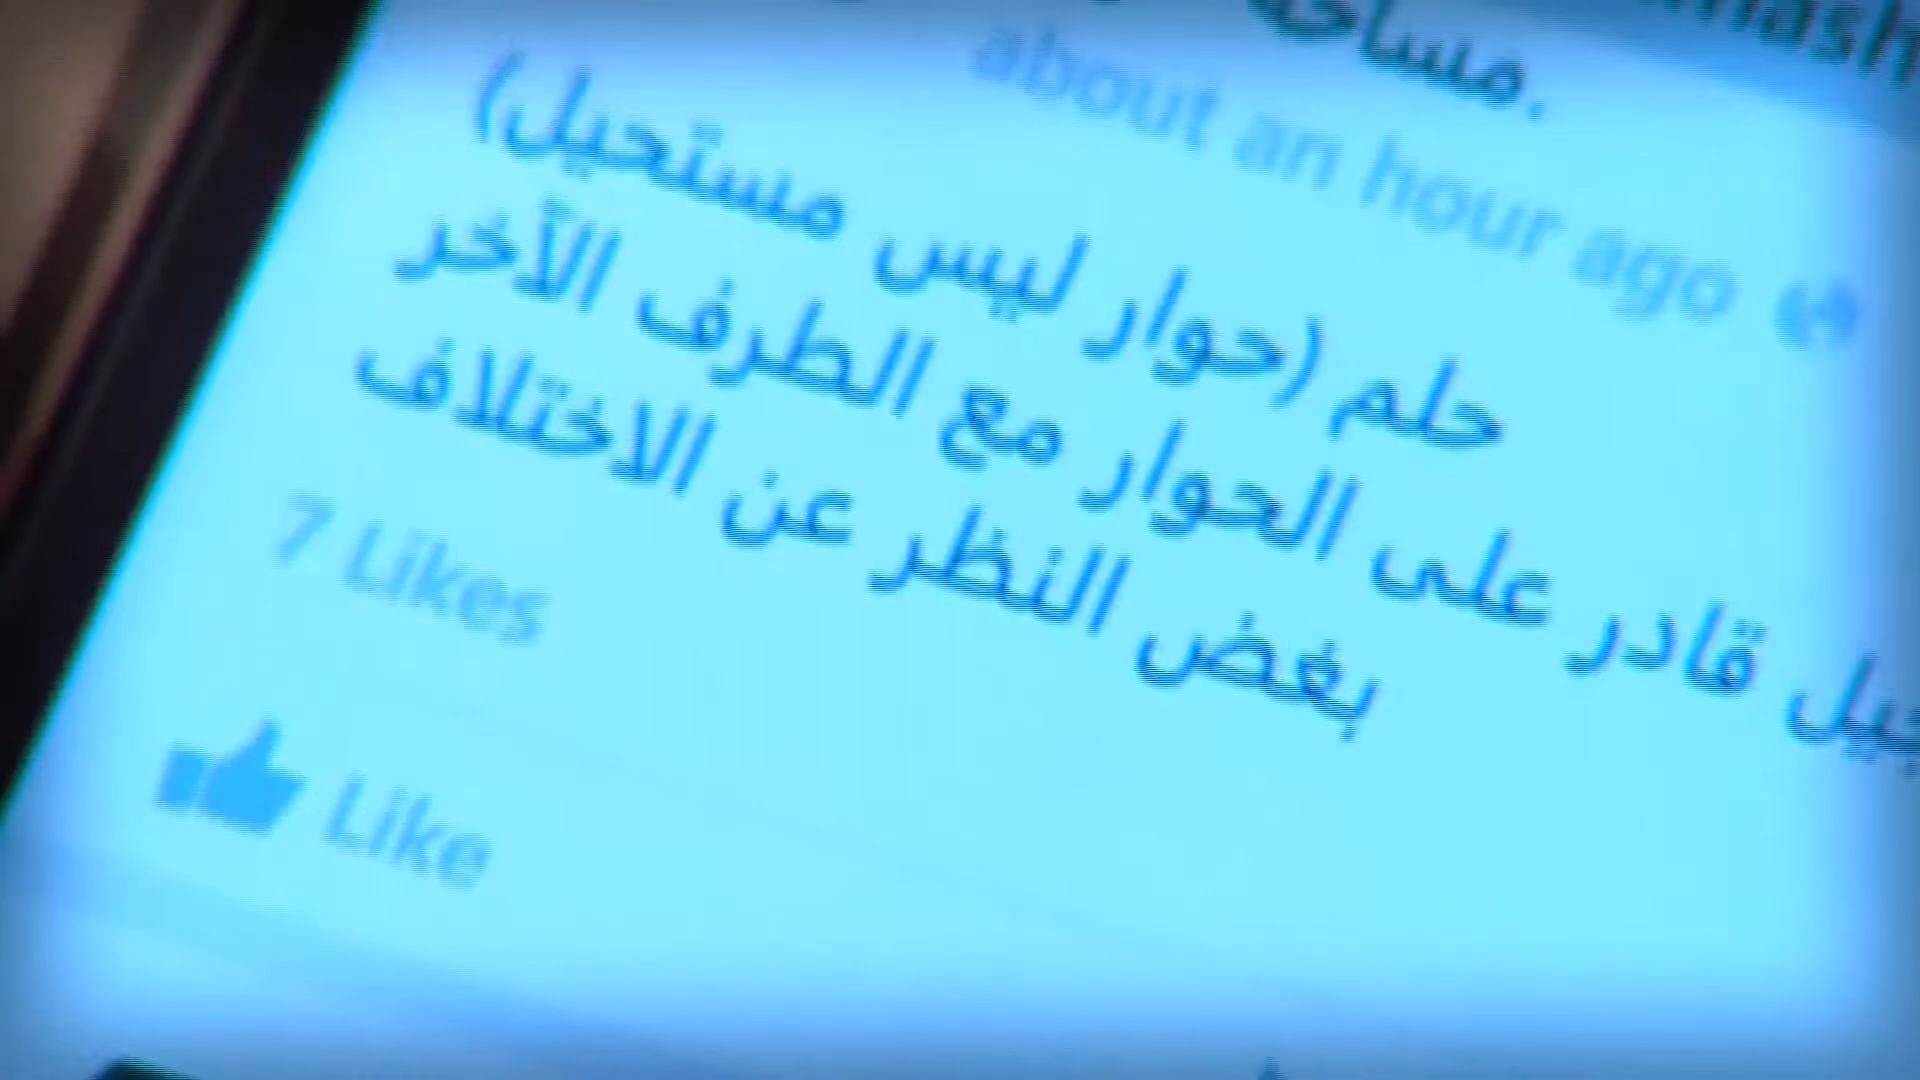 مساحة.
about an hour ago
حلم (حوار ليس مستحيل)
قادر على الحوار مع الطرف الآخر
بغض النظر عن الاختلاف
7 Likes
Like